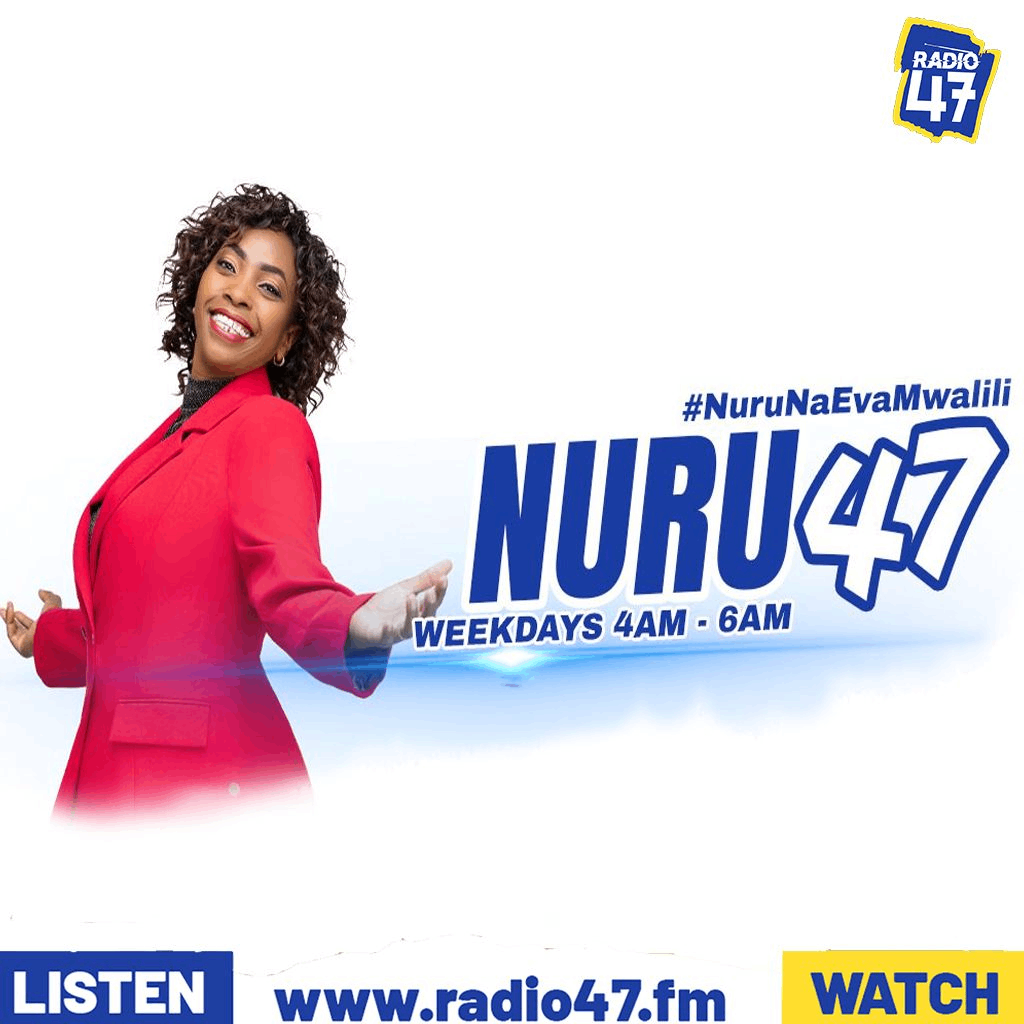 RADIO
47
#NuruNaEvaMwalili
NURU47
WEEKDAYS 4AM - 6AM
LISTEN www.radio47.fm WATCH